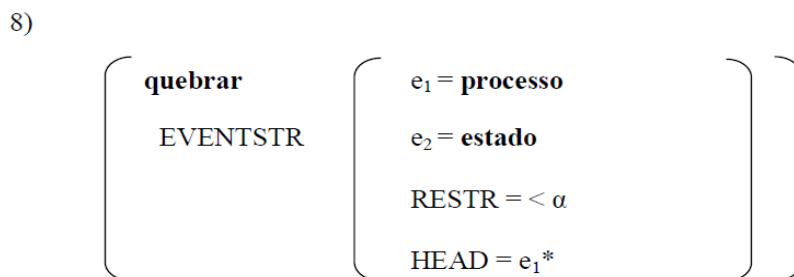 8)
quebrar e₁ = processo
EVENTSTR e₂ = estado
RESTR = < α
HEAD = e₁*